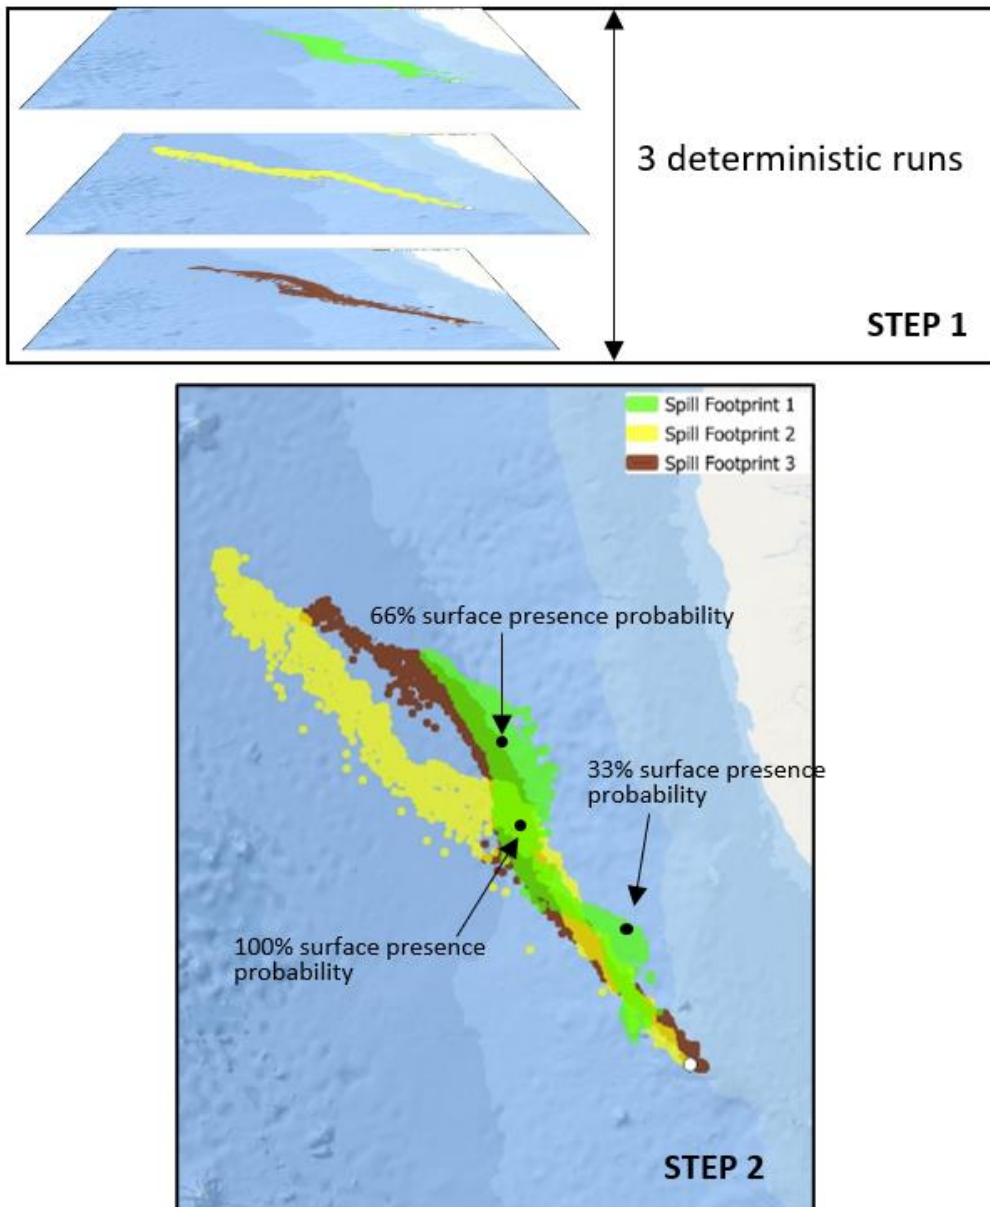 3 deterministic runs
STEP 1
Spill Footprint 1
Spill Footprint 2
Spill Footprint 3
66% surface presence probability
33% surface presence
probability
100% surface presence
probability
STEP 2